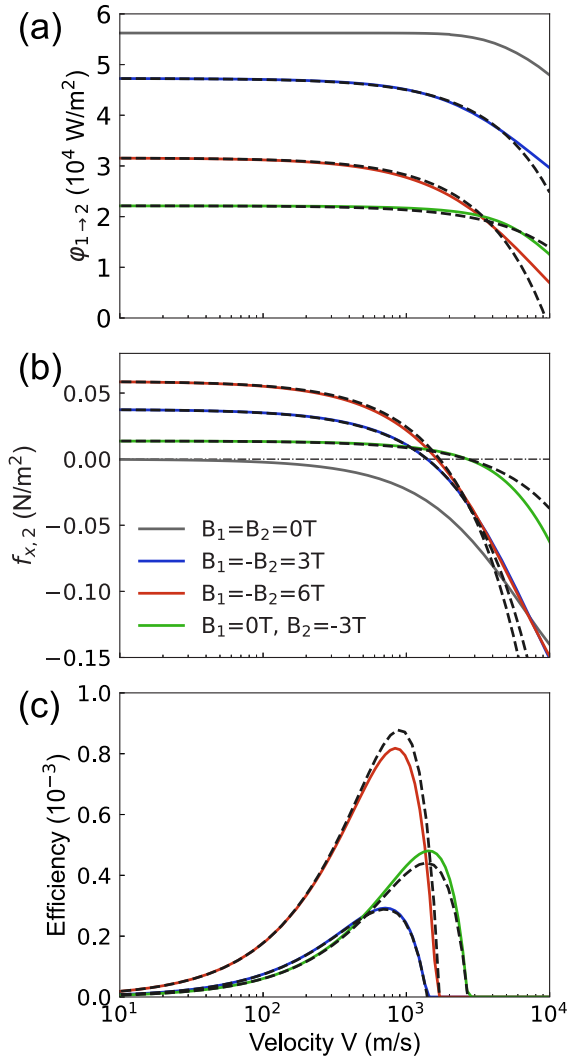 (a)
6
5
4
3
2
1
0
φ1→2 (10⁴ W/m²)
(b)
0.05
0.00
−0.05
−0.10
−0.15
fx, 2 (N/m²)
B₁=B₂=0T
B₁=-B₂=3T
B₁=-B₂=6T
B₁=0T, B₂=-3T
(c)
1.0
0.8
0.6
0.4
0.2
0.0
Efficiency (10⁻³)
10¹ 10² 10³ 10⁴
Velocity V (m/s)